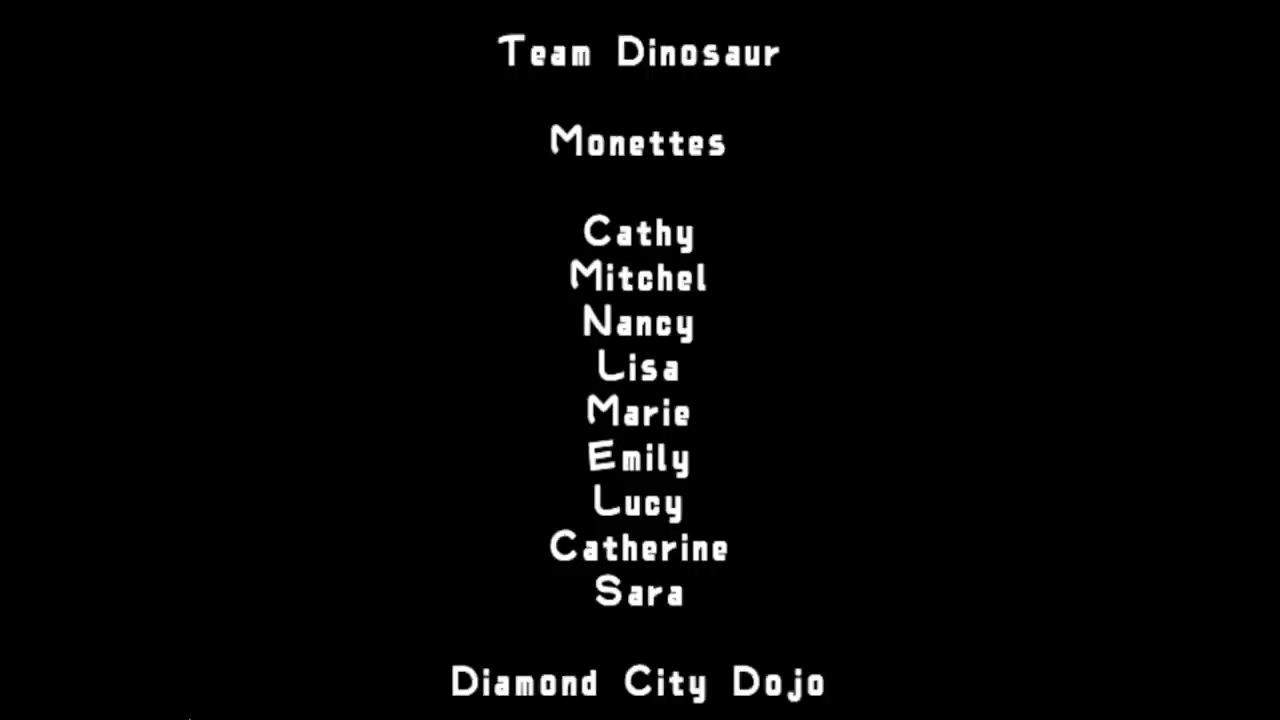 Team Dinosaur
Monettes
Cathy
Mitchel
Nancy
Lisa
Marie
Emily
Lucy
Catherine
Sara
Diamond City Dojo